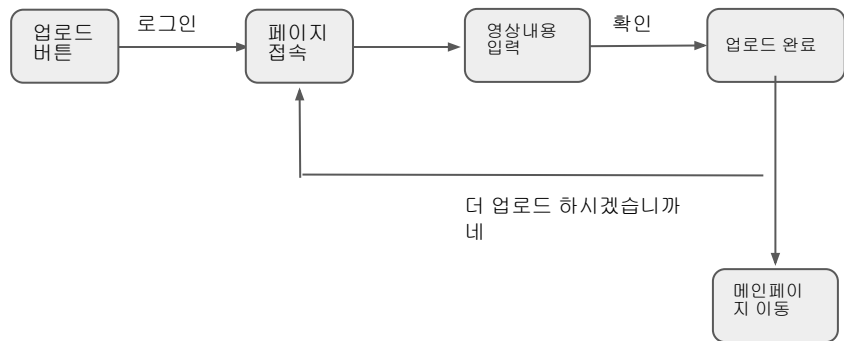 업로드
버튼
로그인
페이지
접속
영상내용
입력
확인
업로드 완료
더 업로드 하시겠습니까
네
메인페이
지 이동